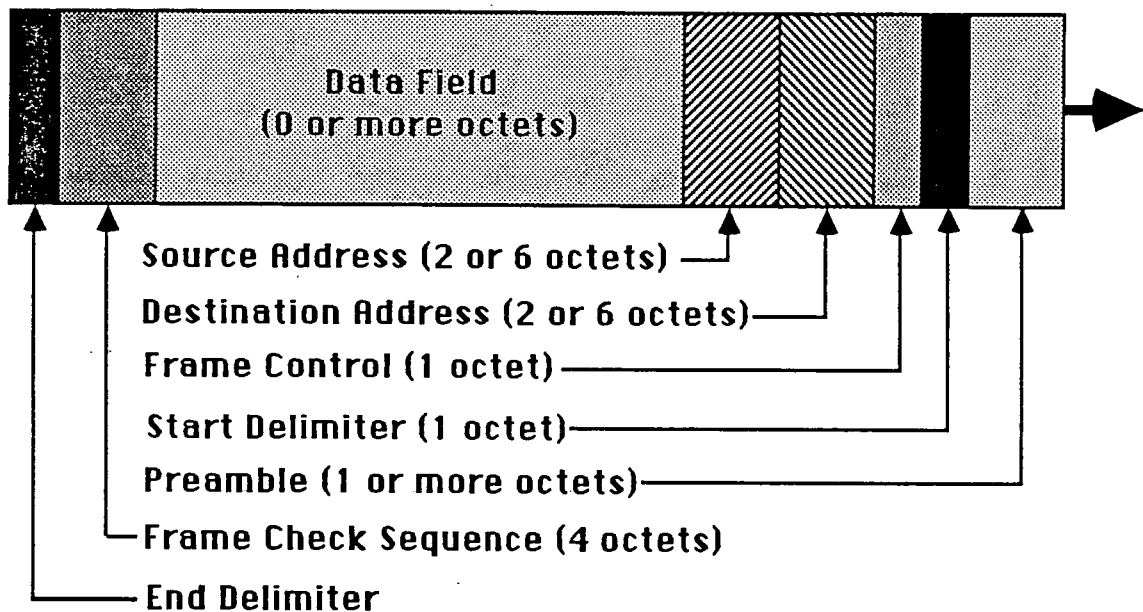 Data Field
(0 or more octets)
Source Address (2 or 6 octets)
Destination Address (2 or 6 octets)
Frame Control (1 octet)
Start Delimiter (1 octet)
Preamble (1 or more octets)
Frame Check Sequence (4 octets)
End Delimiter